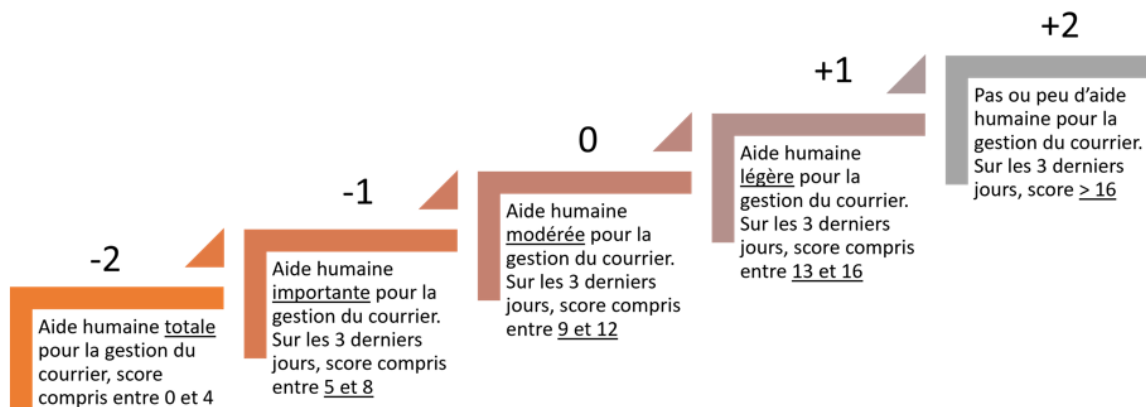 -2
Aide humaine totale
pour la gestion du
courrier, score
compris entre 0 et 4
-1
Aide humaine
importante pour la
gestion du courrier.
Sur les 3 derniers
jours, score compris
entre 5 et 8
0
Aide humaine
modérée pour la
gestion du courrier.
Sur les 3 derniers
jours, score compris
entre 9 et 12
+1
Aide humaine
légère pour la
gestion du courrier.
Sur les 3 derniers
jours, score compris
entre 13 et 16
+2
Pas ou peu d’aide
humaine pour la
gestion du courrier.
Sur les 3 derniers
jours, score > 16